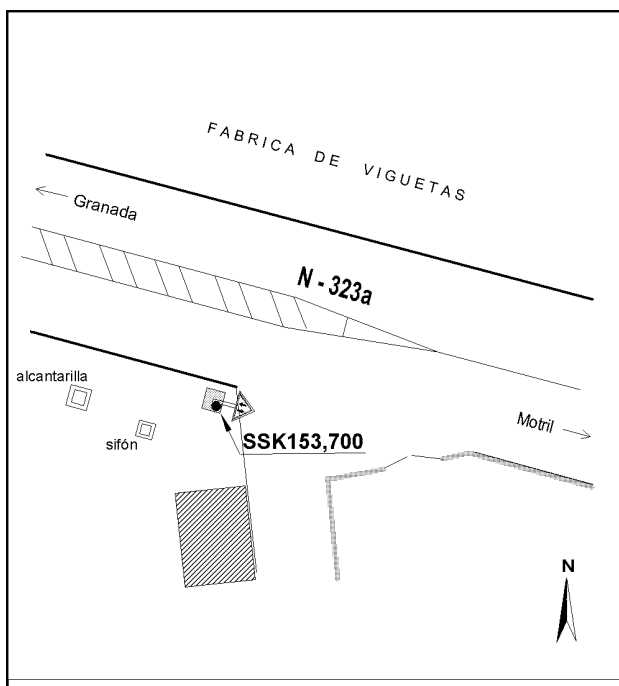 FABRICA DE VIGUETAS
Granada
N - 323a
alcantarilla
sifón
SSK153,700
Motril
N